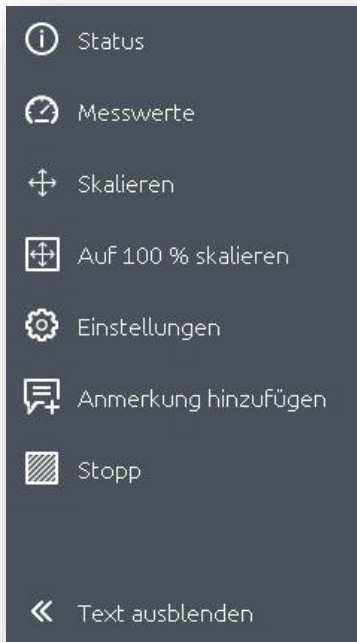 Status
Messwerte
Skalieren
Auf 100 % skalieren
Einstellungen
Anmerkung hinzufügen
Stopp
Text ausblenden